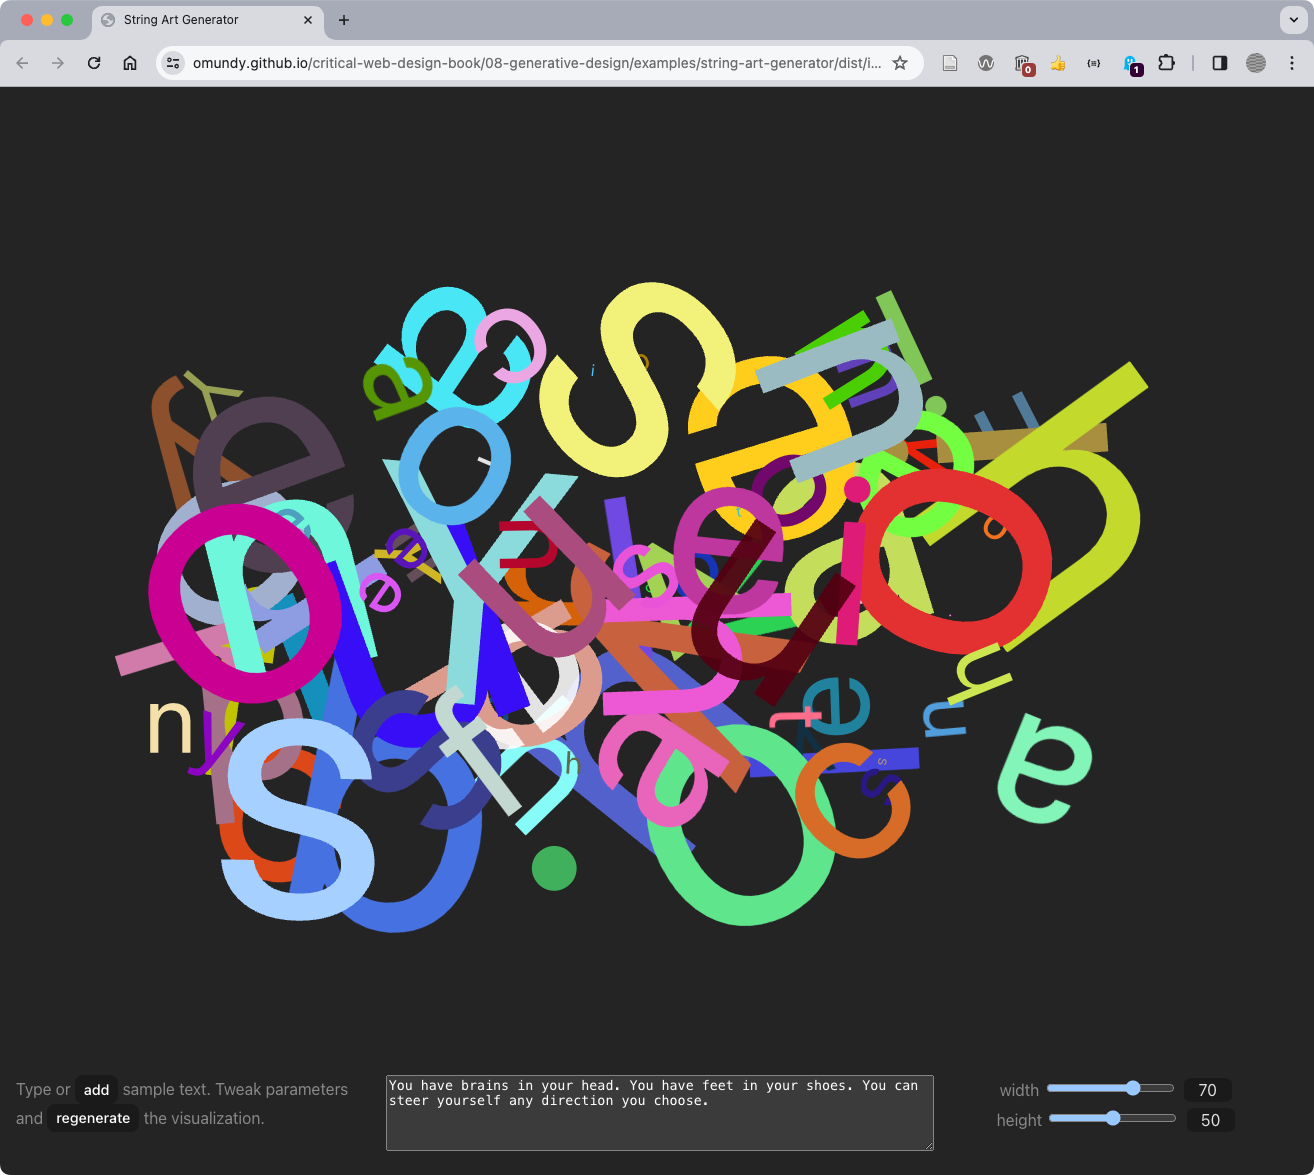 String Art Generator
omundy.github.io/critical-web-design-book/08-generative-design/examples/string-art-generator/dist/i...
0
1
a
e
e
s
i
o
n
Y
e
o
o
e
e
e
u
s
e
u
i
o
h
o
n
y
s
f
h
h
a
c
t
e
s
u
a
Type or add sample text. Tweak parameters
and regenerate the visualization.
You have brains in your head. You have feet in your shoes. You can
steer yourself any direction you choose.
width 70
height 50